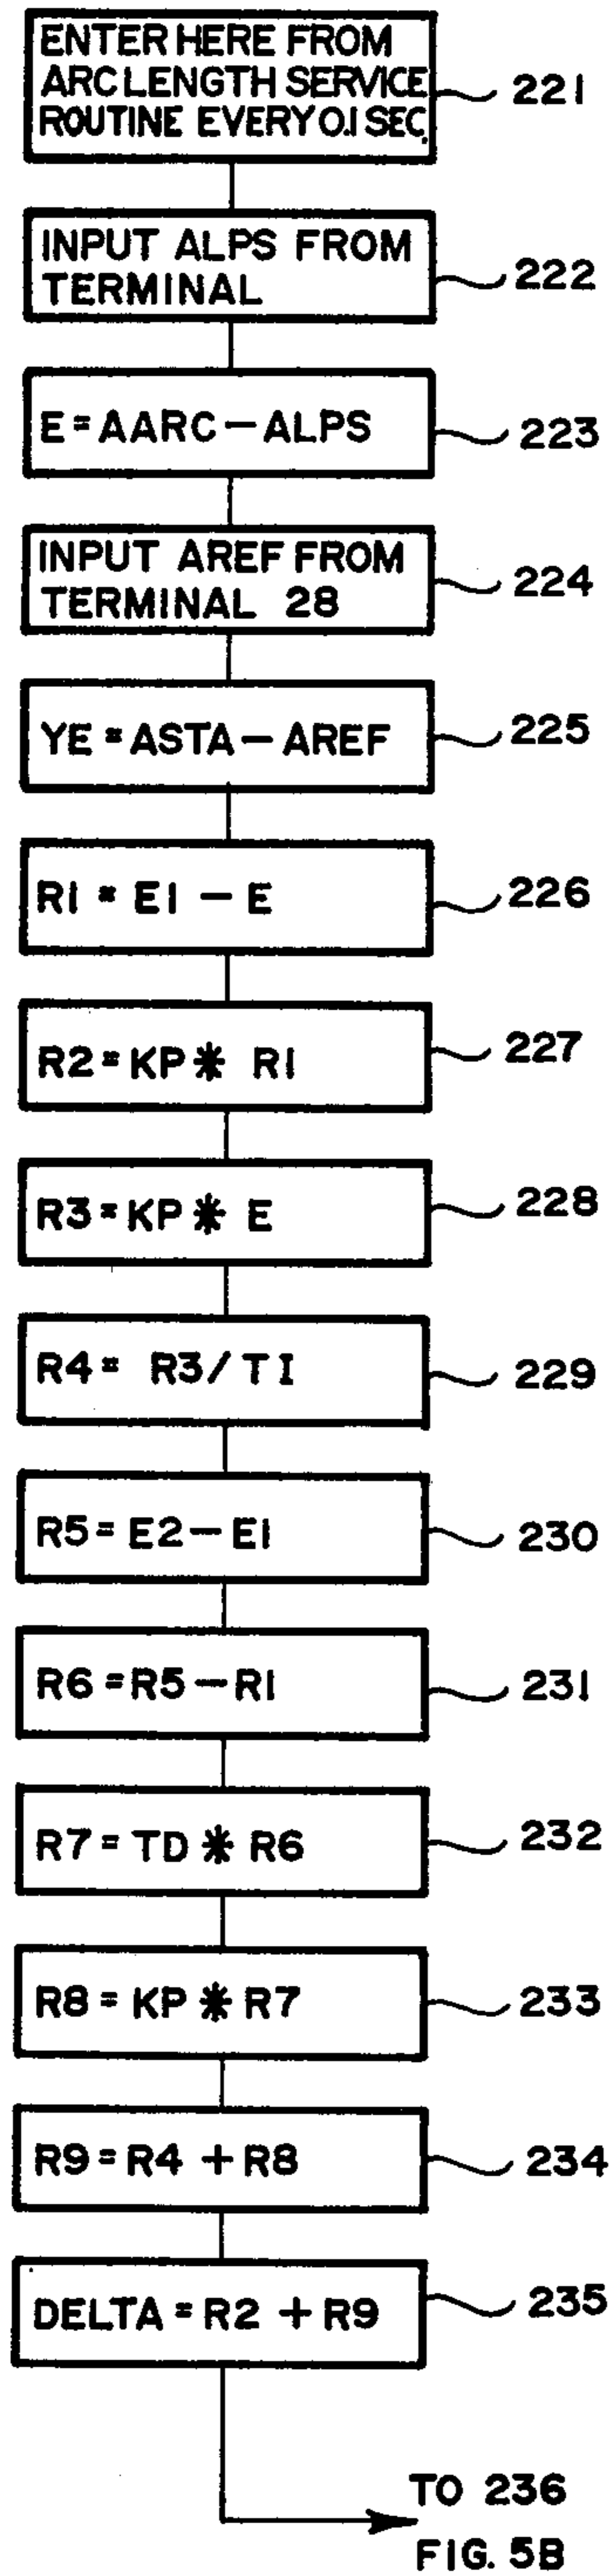 ENTER HERE FROM
ARC LENGTH SERVICE
ROUTINE EVERY 0.1 SEC.
221
INPUT ALPS FROM
TERMINAL
222
E = AARC - ALPS
223
INPUT AREF FROM
TERMINAL 28
224
YE = ASTA - AREF
225
R1 = E1 - E
226
R2 = KP * R1
227
R3 = KP * E
228
R4 = R3 / TI
229
R5 = E2 - E1
230
R6 = R5 - R1
231
R7 = TD * R6
232
R8 = KP * R7
233
R9 = R4 + R8
234
DELTA = R2 + R9
235
TO 236
FIG. 5B